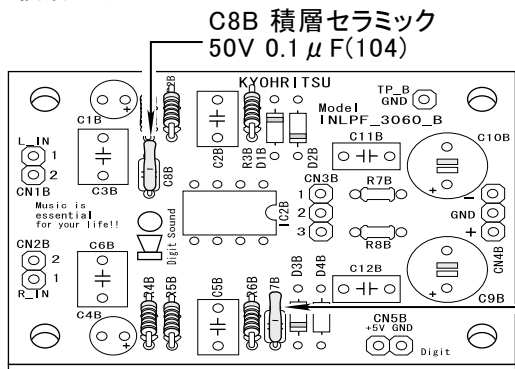 C8B 積層セラミック
50V 0.1μF(104)
KYOHRITSU
TP_B
GND
Model
INLPF_3060_B
C1B
C2B
R3B
D1B
D2B
C11B
C10B
L_IN
1
2
CN1B
C3B
C8B
CN3B
1
2
3
R7B
-
GND
+
CN4B
Music is
essential
for your life!!
IC2B
R8B
Digit Sound
CN2B
2
1
R_IN
C6B
C4B
R4B
R5B
C5B
R6B
C7B
D3B
D4B
C12B
C9B
CN5B
+5V GND
Digit